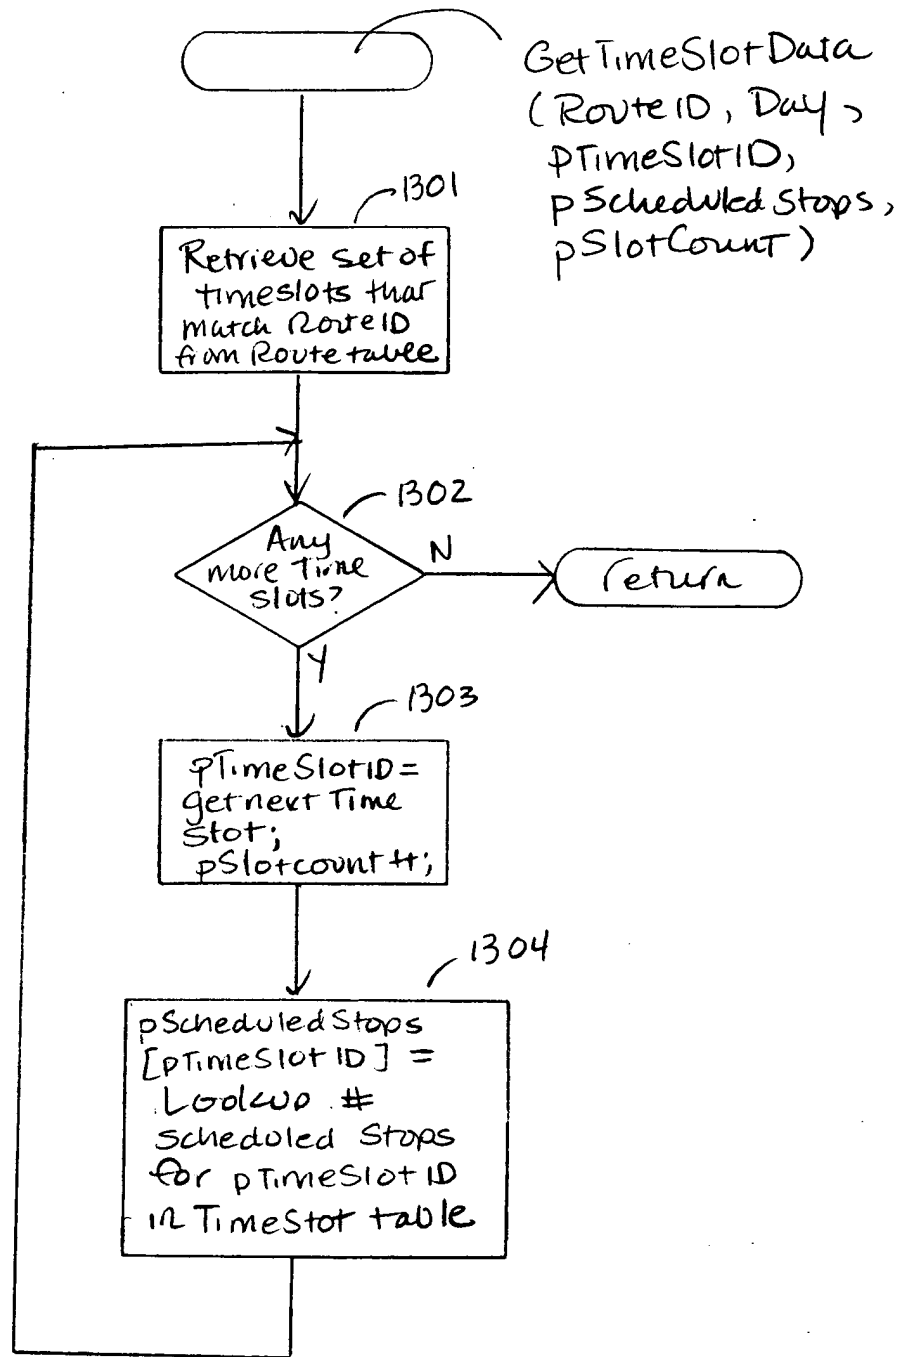 GetTimeSlotData
(RouteID, Day,
pTimeSlotID,
pScheduledStops,
pSlotCount)
1301
Retrieve set of
timeslots that
match RouteID
from Route table
1302
Any
more Time
slots?
N
return
Y
1303
pTimeSlotID =
getnext Time
Slot;
pSlotcount++;
1304
pScheduledStops
[pTimeSlotID] =
Lookup #
scheduled Stops
for pTimeSlotID
in TimeSlot table